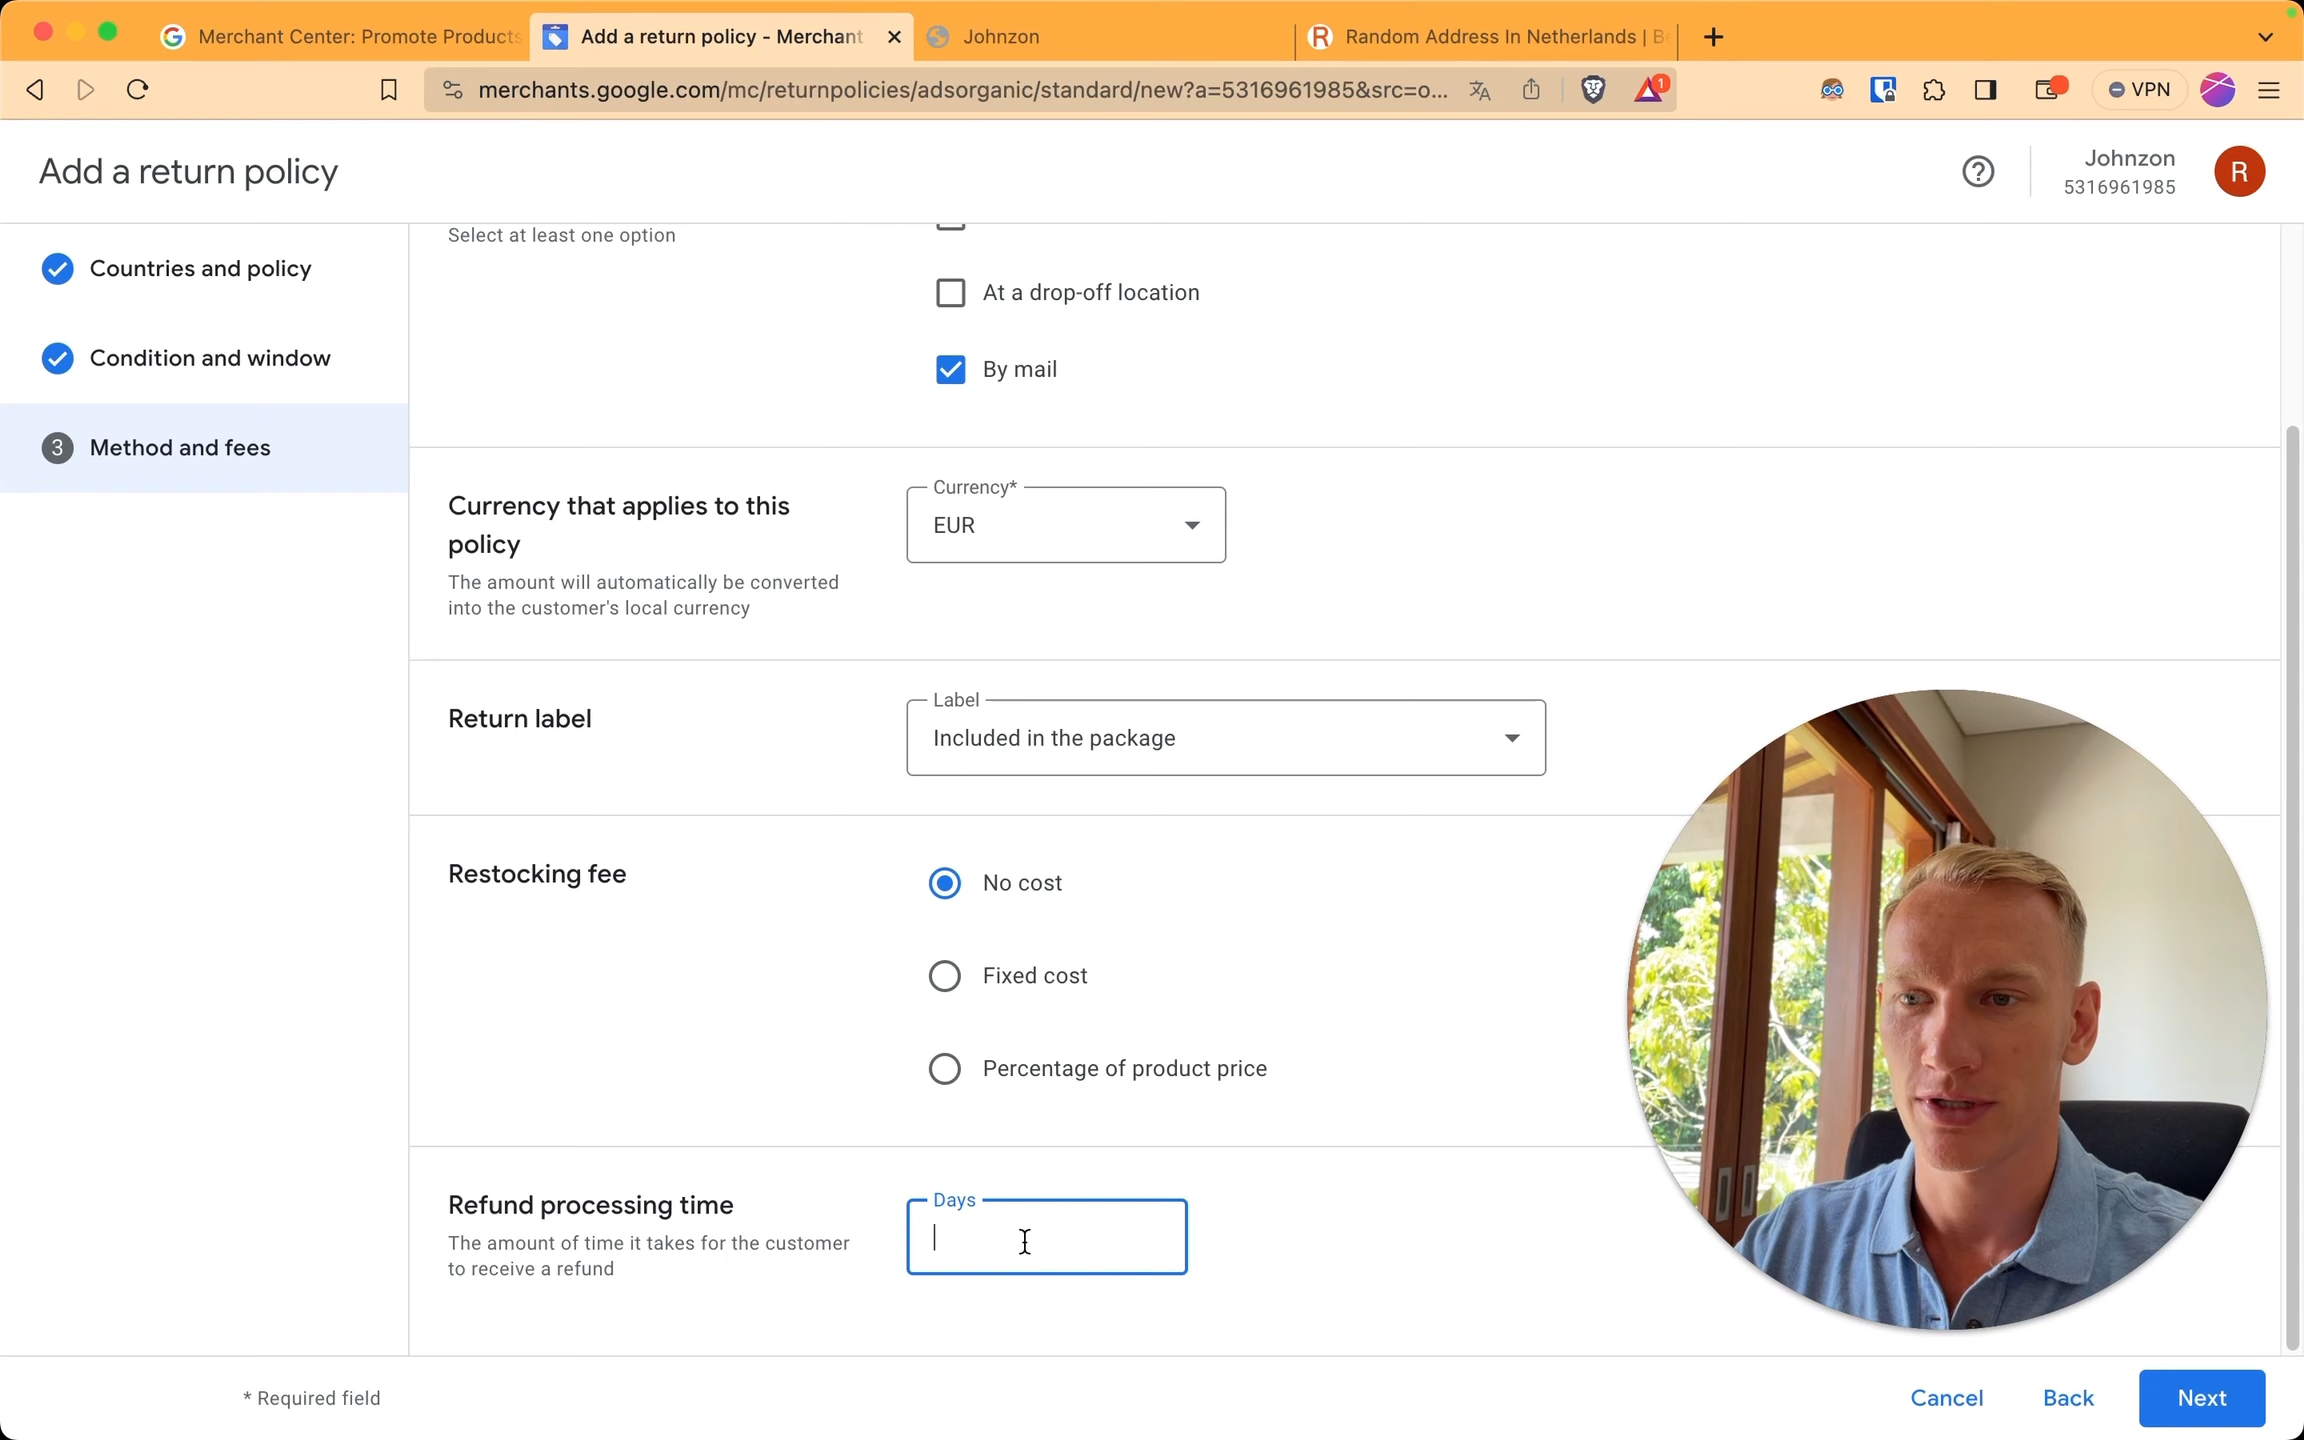 Merchant Center: Promote Products
Add a return policy - Merchant
Johnzon
R
Random Address In Netherlands | Be
merchants.google.com/mc/returnpolicies/adsorganic/standard/new?a=5316961985&src=o...
1
VPN
Add a return policy
Johnzon
5316961985
R
Countries and policy
Condition and window
3 Method and fees
Select at least one option
At a drop-off location
By mail
Currency that applies to this
policy
The amount will automatically be converted
into the customer's local currency
Currency*
EUR
Return label
Label
Included in the package
Restocking fee
No cost
Fixed cost
Percentage of product price
Refund processing time
The amount of time it takes for the customer
to receive a refund
Days
* Required field
Cancel
Back
Next